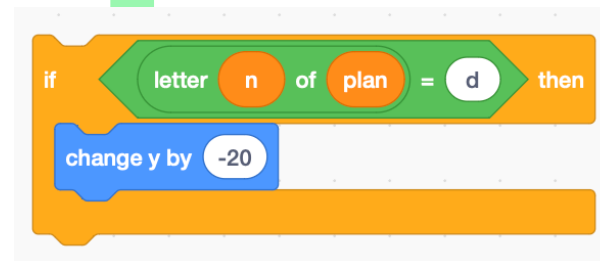 if letter n of plan = d then
change y by -20